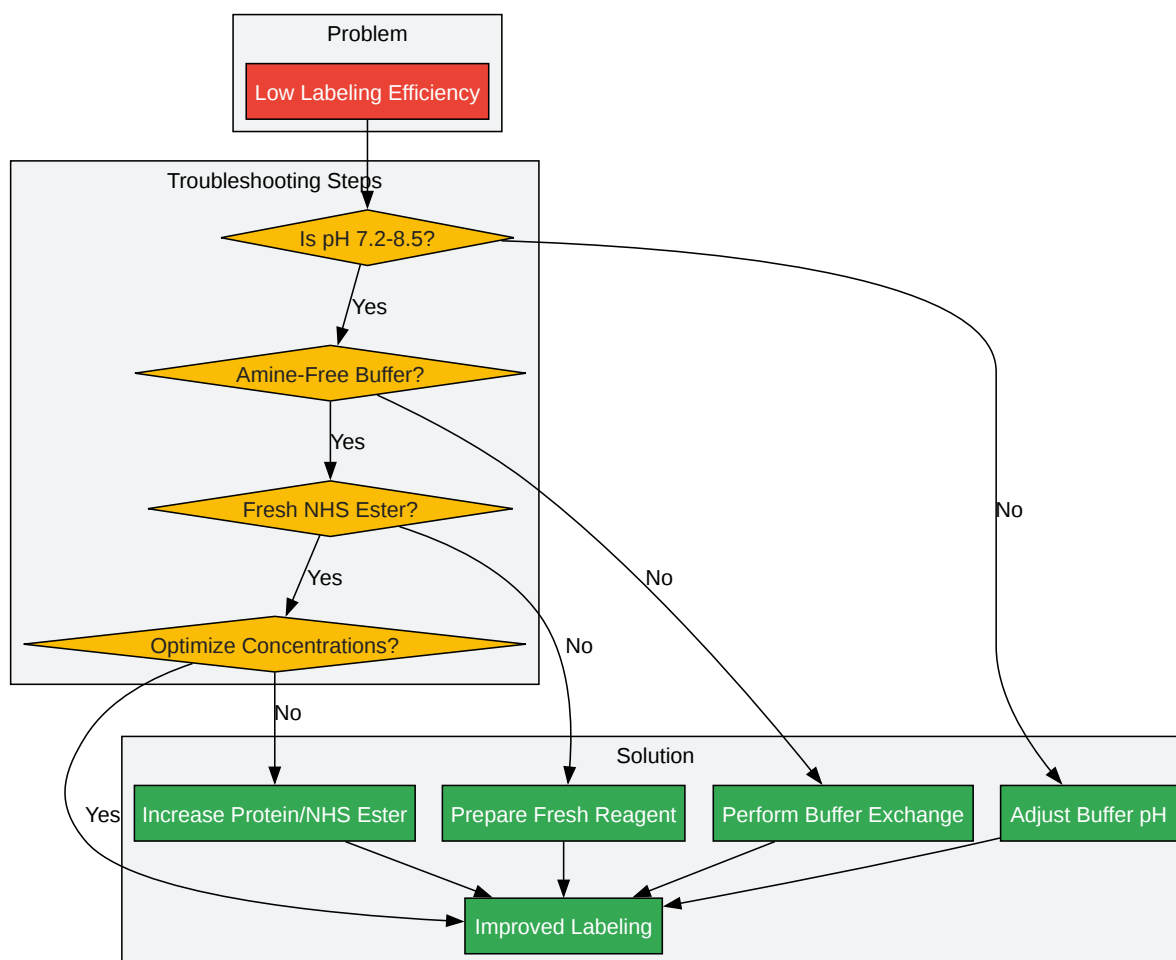 Problem
Low Labeling Efficiency
Troubleshooting Steps
Is pH 7.2-8.5?
Yes
Amine-Free Buffer?
Yes
Fresh NHS Ester?
No
Yes
No
Optimize Concentrations?
No
No
Solution
Increase Protein/NHS Ester
Prepare Fresh Reagent
Perform Buffer Exchange
Adjust Buffer pH
Yes
Improved Labeling